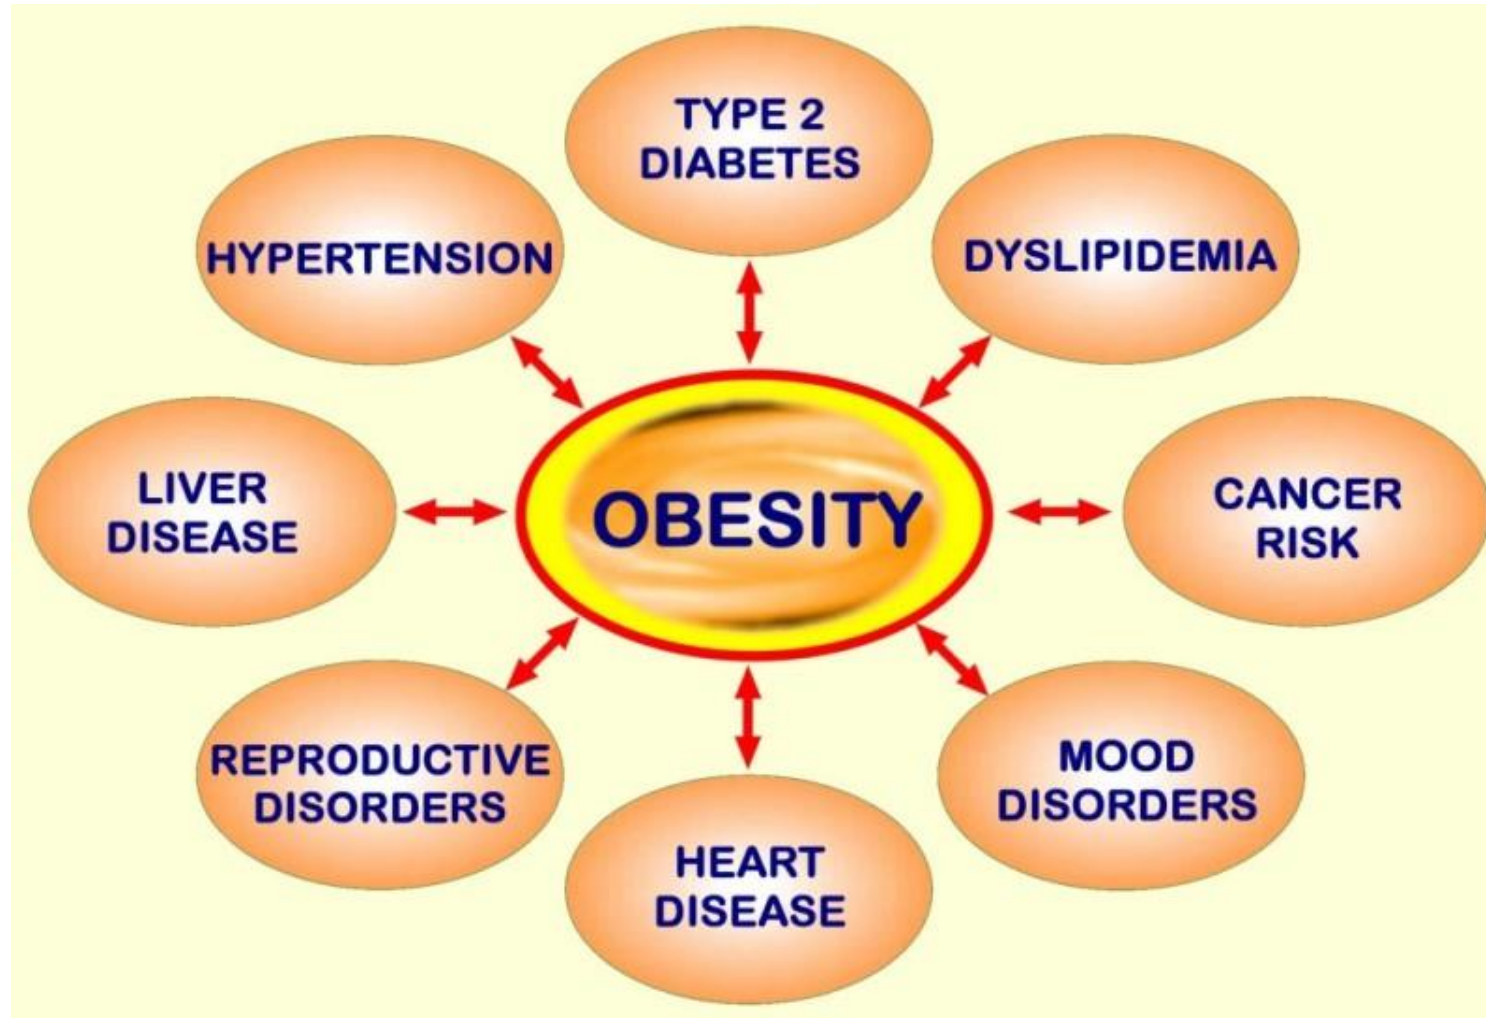 TYPE 2
DIABETES
HYPERTENSION
DYSLIPIDEMIA
LIVER
DISEASE
OBESITY
CANCER
RISK
REPRODUCTIVE
DISORDERS
MOOD
DISORDERS
HEART
DISEASE